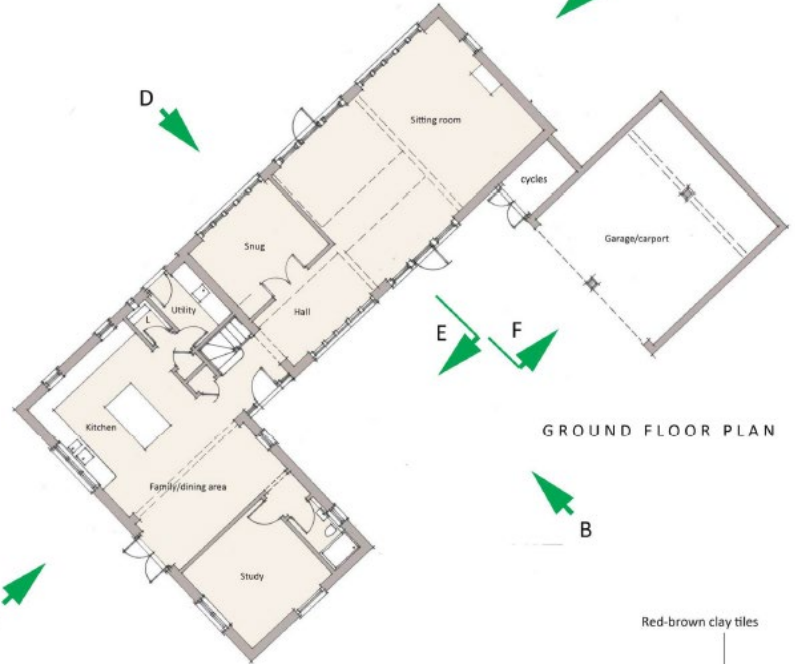 D
Sitting room
cycles
Garage/carport
Snug
Utility
L
Hall
E
F
Kitchen
GROUND FLOOR PLAN
Family/dining area
B
Study
Red-brown clay tiles